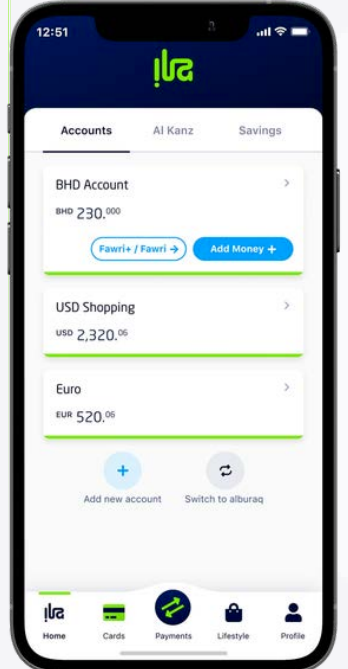 12:51
ila
Accounts Al Kanz Savings
BHD Account
BHD 230.000
Fawri+ / Fawri → Add Money +
USD Shopping
USD 2,320.06
Euro
EUR 520.06
Add new account Switch to alburaq
ila
Home Cards Payments Lifestyle Profile